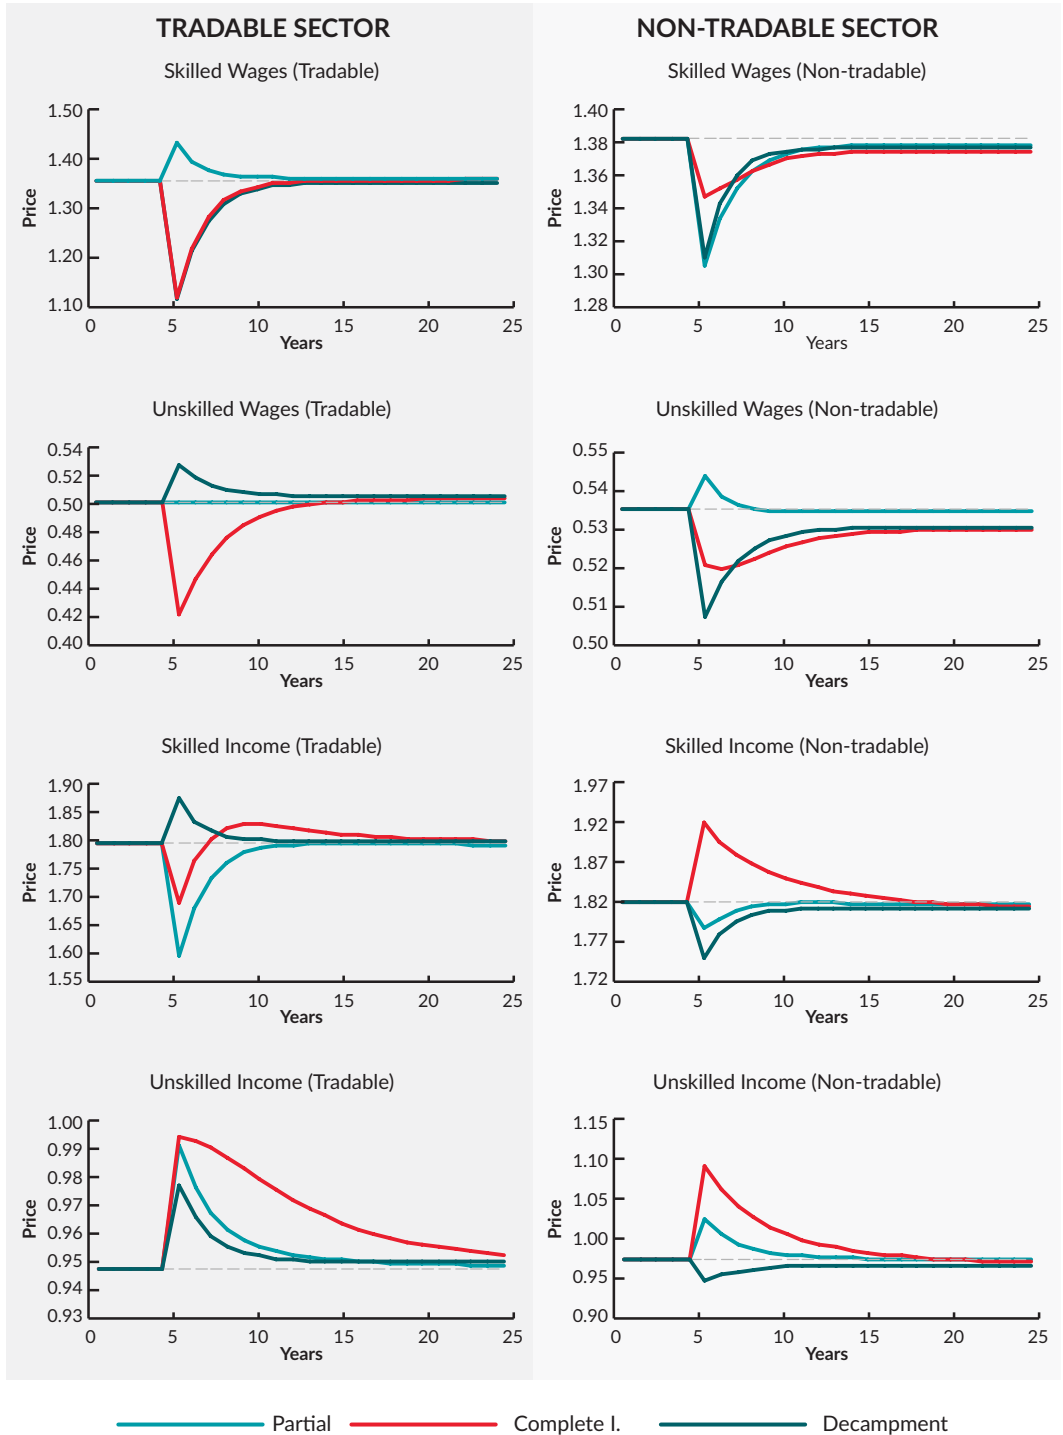 TRADABLE SECTOR
NON-TRADABLE SECTOR
Skilled Wages (Tradable)
1.50
1.40
1.30
1.20
1.10
Price
0 5 10 15 20 25
Years
Skilled Wages (Non-tradable)
1.40
1.38
1.36
1.34
1.32
1.30
1.28
Price
0 5 10 15 20 25
Years
Unskilled Wages (Tradable)
0.54
0.52
0.50
0.48
0.46
0.44
0.42
0.40
Price
0 5 10 15 20 25
Years
Unskilled Wages (Non-tradable)
0.55
0.54
0.53
0.52
0.51
0.50
Price
0 5 10 15 20 25
Years
Skilled Income (Tradable)
1.90
1.85
1.80
1.75
1.70
1.65
1.60
1.55
Price
0 5 10 15 20 25
Years
Skilled Income (Non-tradable)
1.97
1.92
1.87
1.82
1.77
1.72
Price
0 5 10 15 20 25
Years
Unskilled Income (Tradable)
1.00
0.99
0.98
0.97
0.96
0.95
0.94
0.93
Price
0 5 10 15 20 25
Years
Unskilled Income (Non-tradable)
1.15
1.10
1.05
1.00
0.95
0.90
Price
0 5 10 15 20 25
Years
Partial Complete I. Decampment